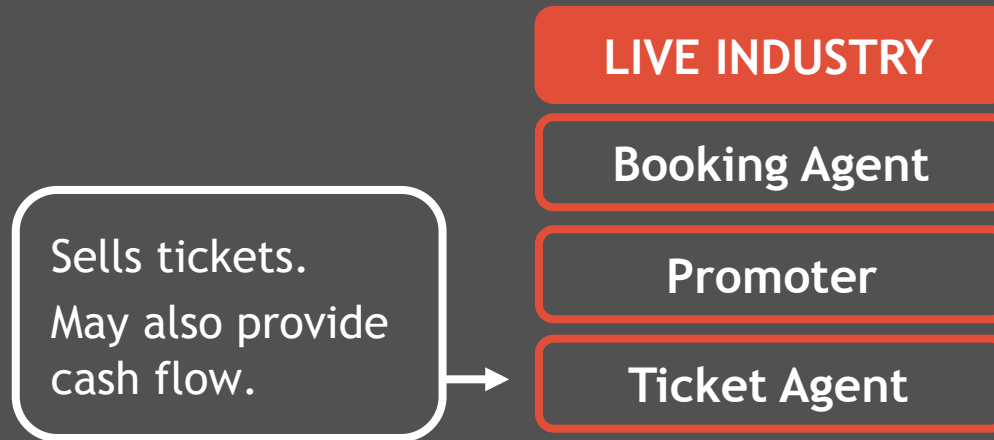 LIVE INDUSTRY
Booking Agent
Promoter
Ticket Agent
Sells tickets.
May also provide
cash flow.